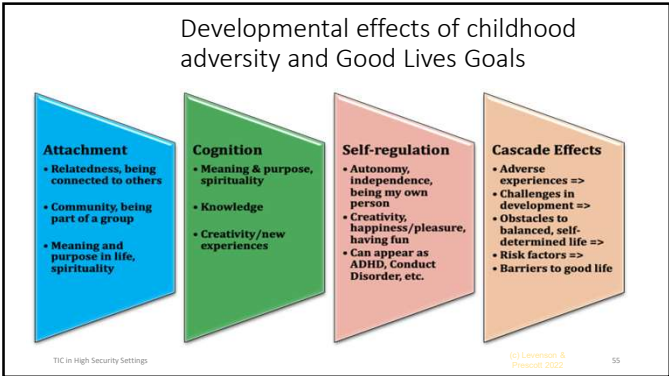 Developmental effects of childhood
adversity and Good Lives Goals
Attachment
• Relatedness, being
connected to others
• Community, being
part of a group
• Meaning and
purpose in life,
spirituality
Cognition
• Meaning & purpose,
spirituality
• Knowledge
• Creativity/new
experiences
Self-regulation
• Autonomy,
independence,
being my own
person
• Creativity,
happiness/pleasure,
having fun
• Can appear as
ADHD, Conduct
Disorder, etc.
Cascade Effects
• Adverse
experiences =>
• Challenges in
development =>
• Obstacles to
balanced, self-
determined life =>
• Risk factors =>
• Barriers to good life
TIC in High Security Settings
(c) Levenson &
Prescott 2022
55